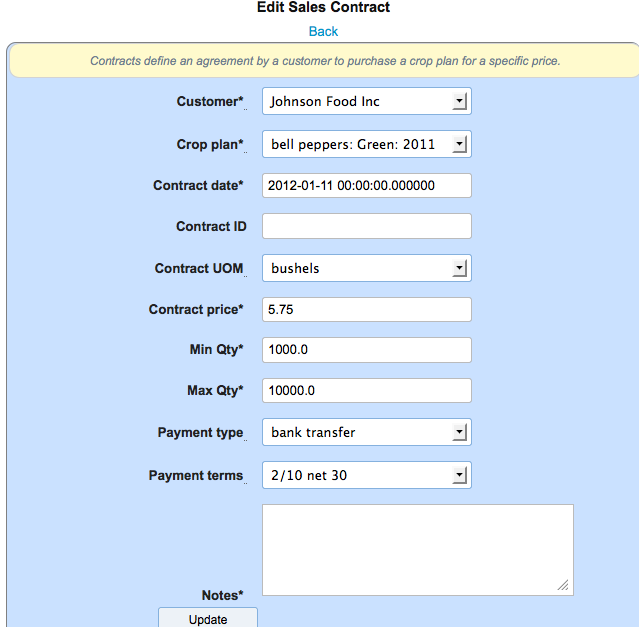 Edit Sales Contract
Back
Contracts define an agreement by a customer to purchase a crop plan for a specific price.
Customer* Johnson Food Inc
Crop plan* bell peppers: Green: 2011
Contract date* 2012-01-11 00:00:00.000000
Contract ID
Contract UOM bushels
Contract price* 5.75
Min Qty* 1000.0
Max Qty* 10000.0
Payment type bank transfer
Payment terms 2/10 net 30
Notes*
Update